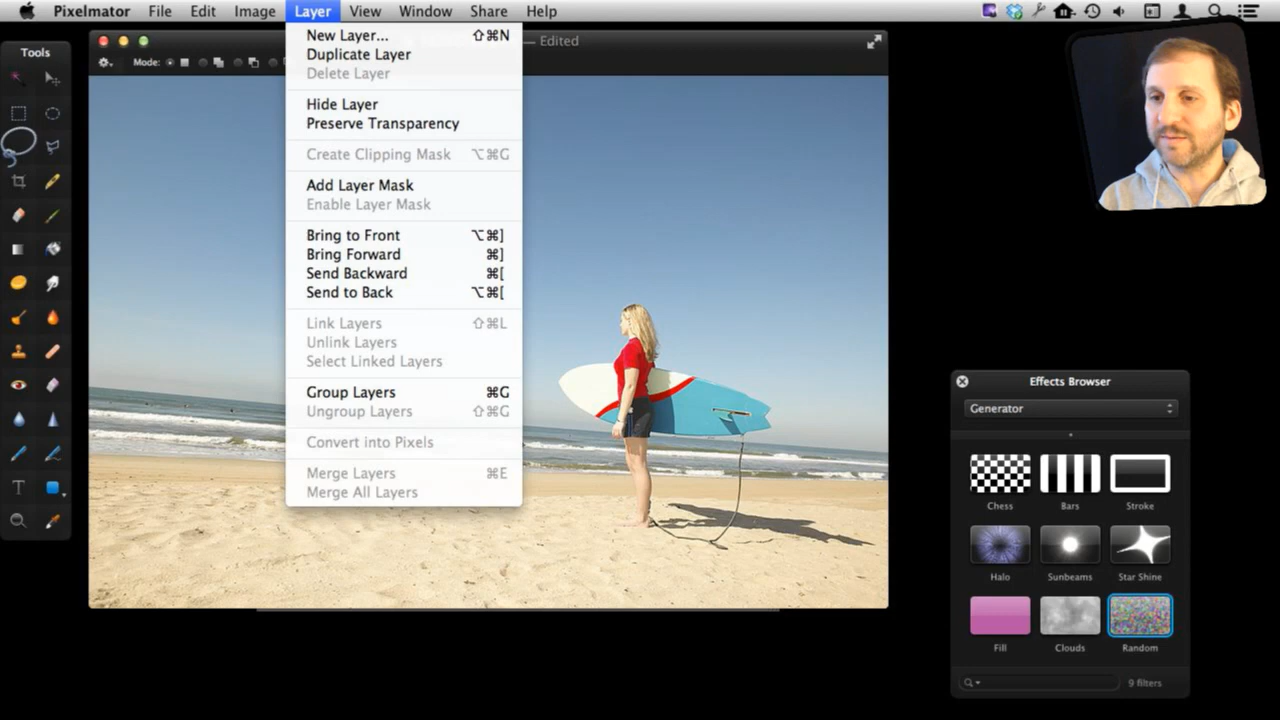 Pixelmator File Edit Image Layer View Window Share Help
Tools
— Edited
Mode:
New Layer... ⇧⌘N
Duplicate Layer
Delete Layer
Hide Layer
Preserve Transparency
Create Clipping Mask ⌥⌘G
Add Layer Mask
Enable Layer Mask
Bring to Front ⌥⌘]
Bring Forward ⌘]
Send Backward ⌘[
Send to Back ⌥⌘[
Link Layers ⇧⌘L
Unlink Layers
Select Linked Layers
Group Layers ⌘G
Ungroup Layers ⇧⌘G
Convert into Pixels
Merge Layers ⌘E
Merge All Layers
Effects Browser
Generator
Chess Bars Stroke
Halo Sunbeams Star Shine
Fill Clouds Random
9 filters